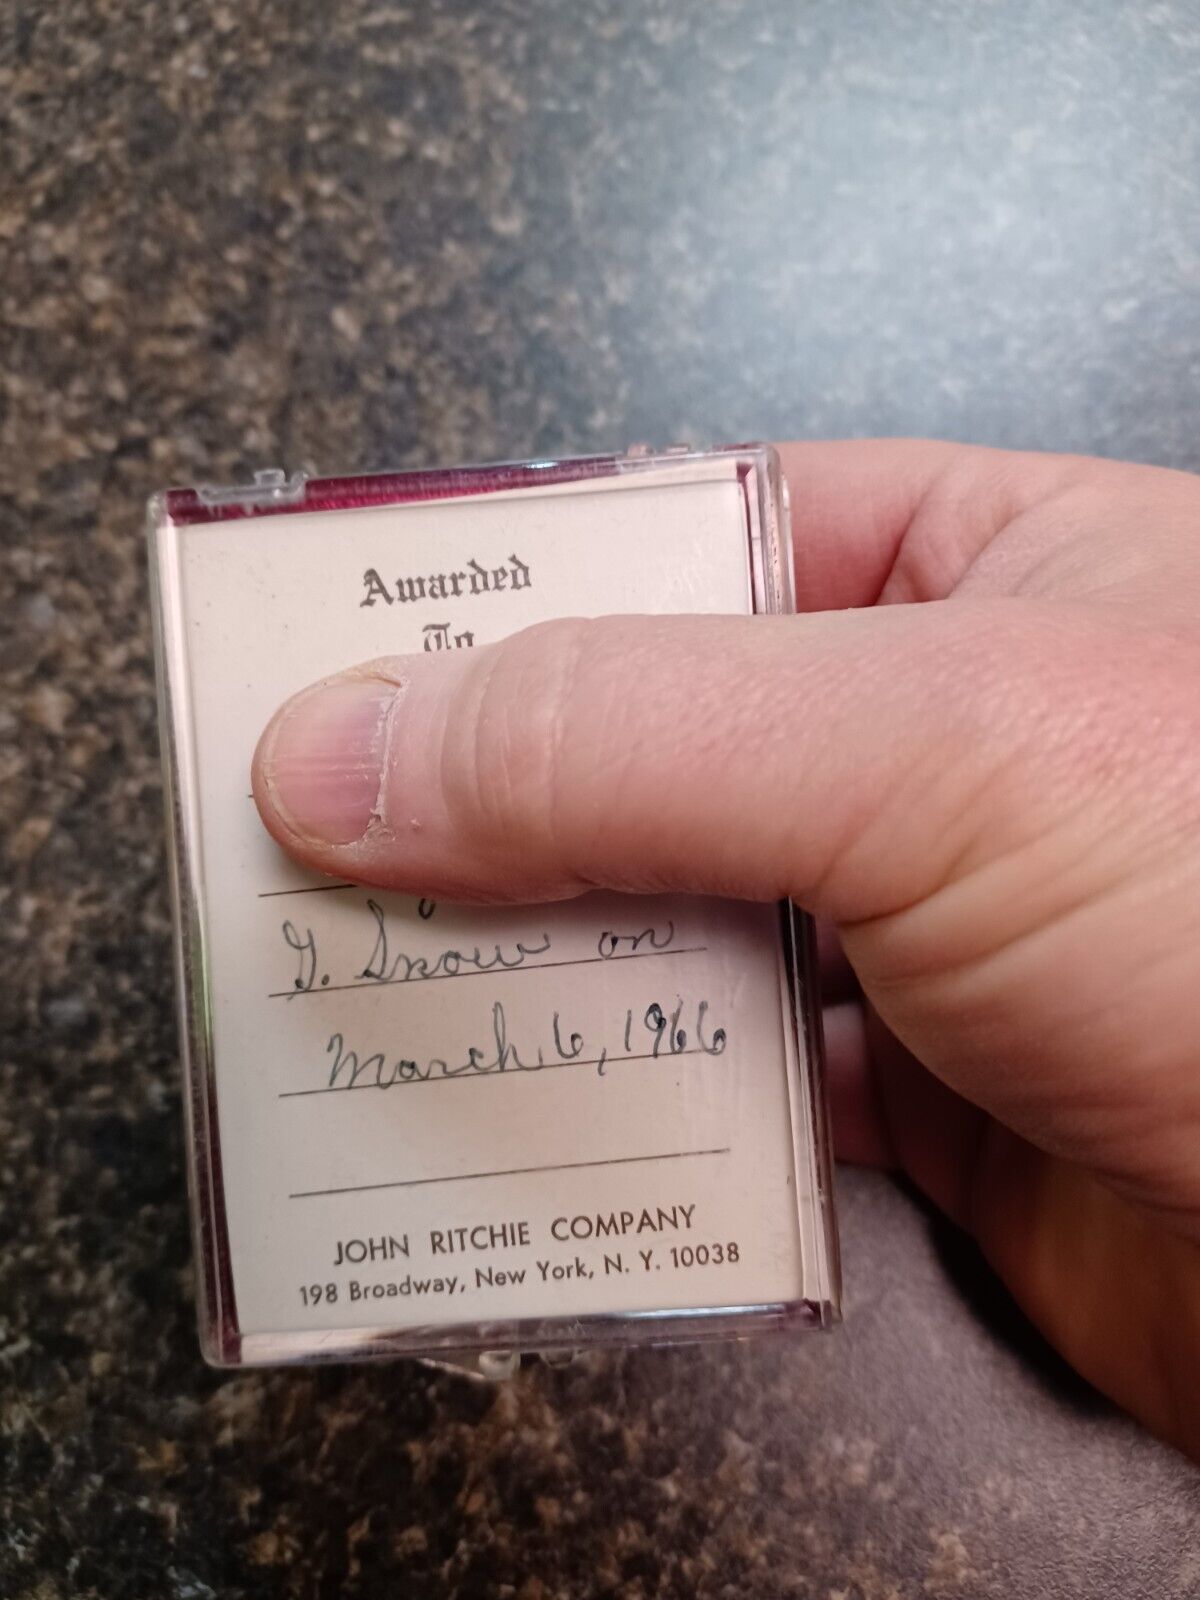 Awarded
To
G. Snow on
March 6, 1966
JOHN RITCHIE COMPANY
198 Broadway, New York, N. Y. 10038